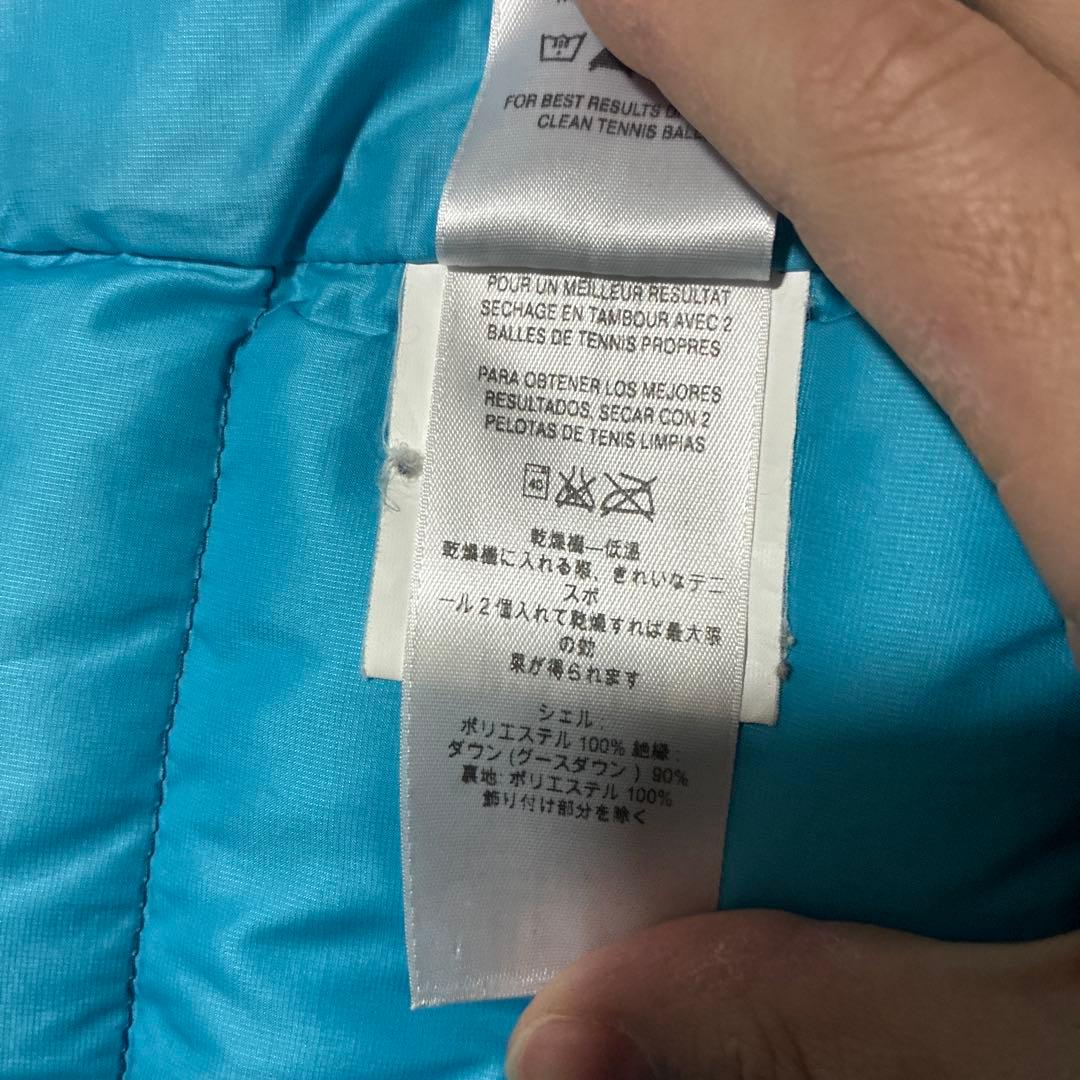 FOR BEST RESULTS
CLEAN TENNIS
POUR UN MEILLEUR RESULTAT
SECHAGE EN TAMBOUR AVEC 2
BALLES DE TENNIS PROPRES
PARA OBTENER LOS MEJORES
RESULTADOS, SECAR CON 2
PELOTAS DE TENIS LIMPIAS
40
乾燥機—低温
乾燥機に入れる際、きれいなテニ
スボ
ール2個入れて乾燥すれば最大限
の効
果が得られます
シェル:
ポリエステル 100% 絶縁:
ダウン (グースダウン) 90%
裏地: ポリエステル 100%
飾り付け部分を除く